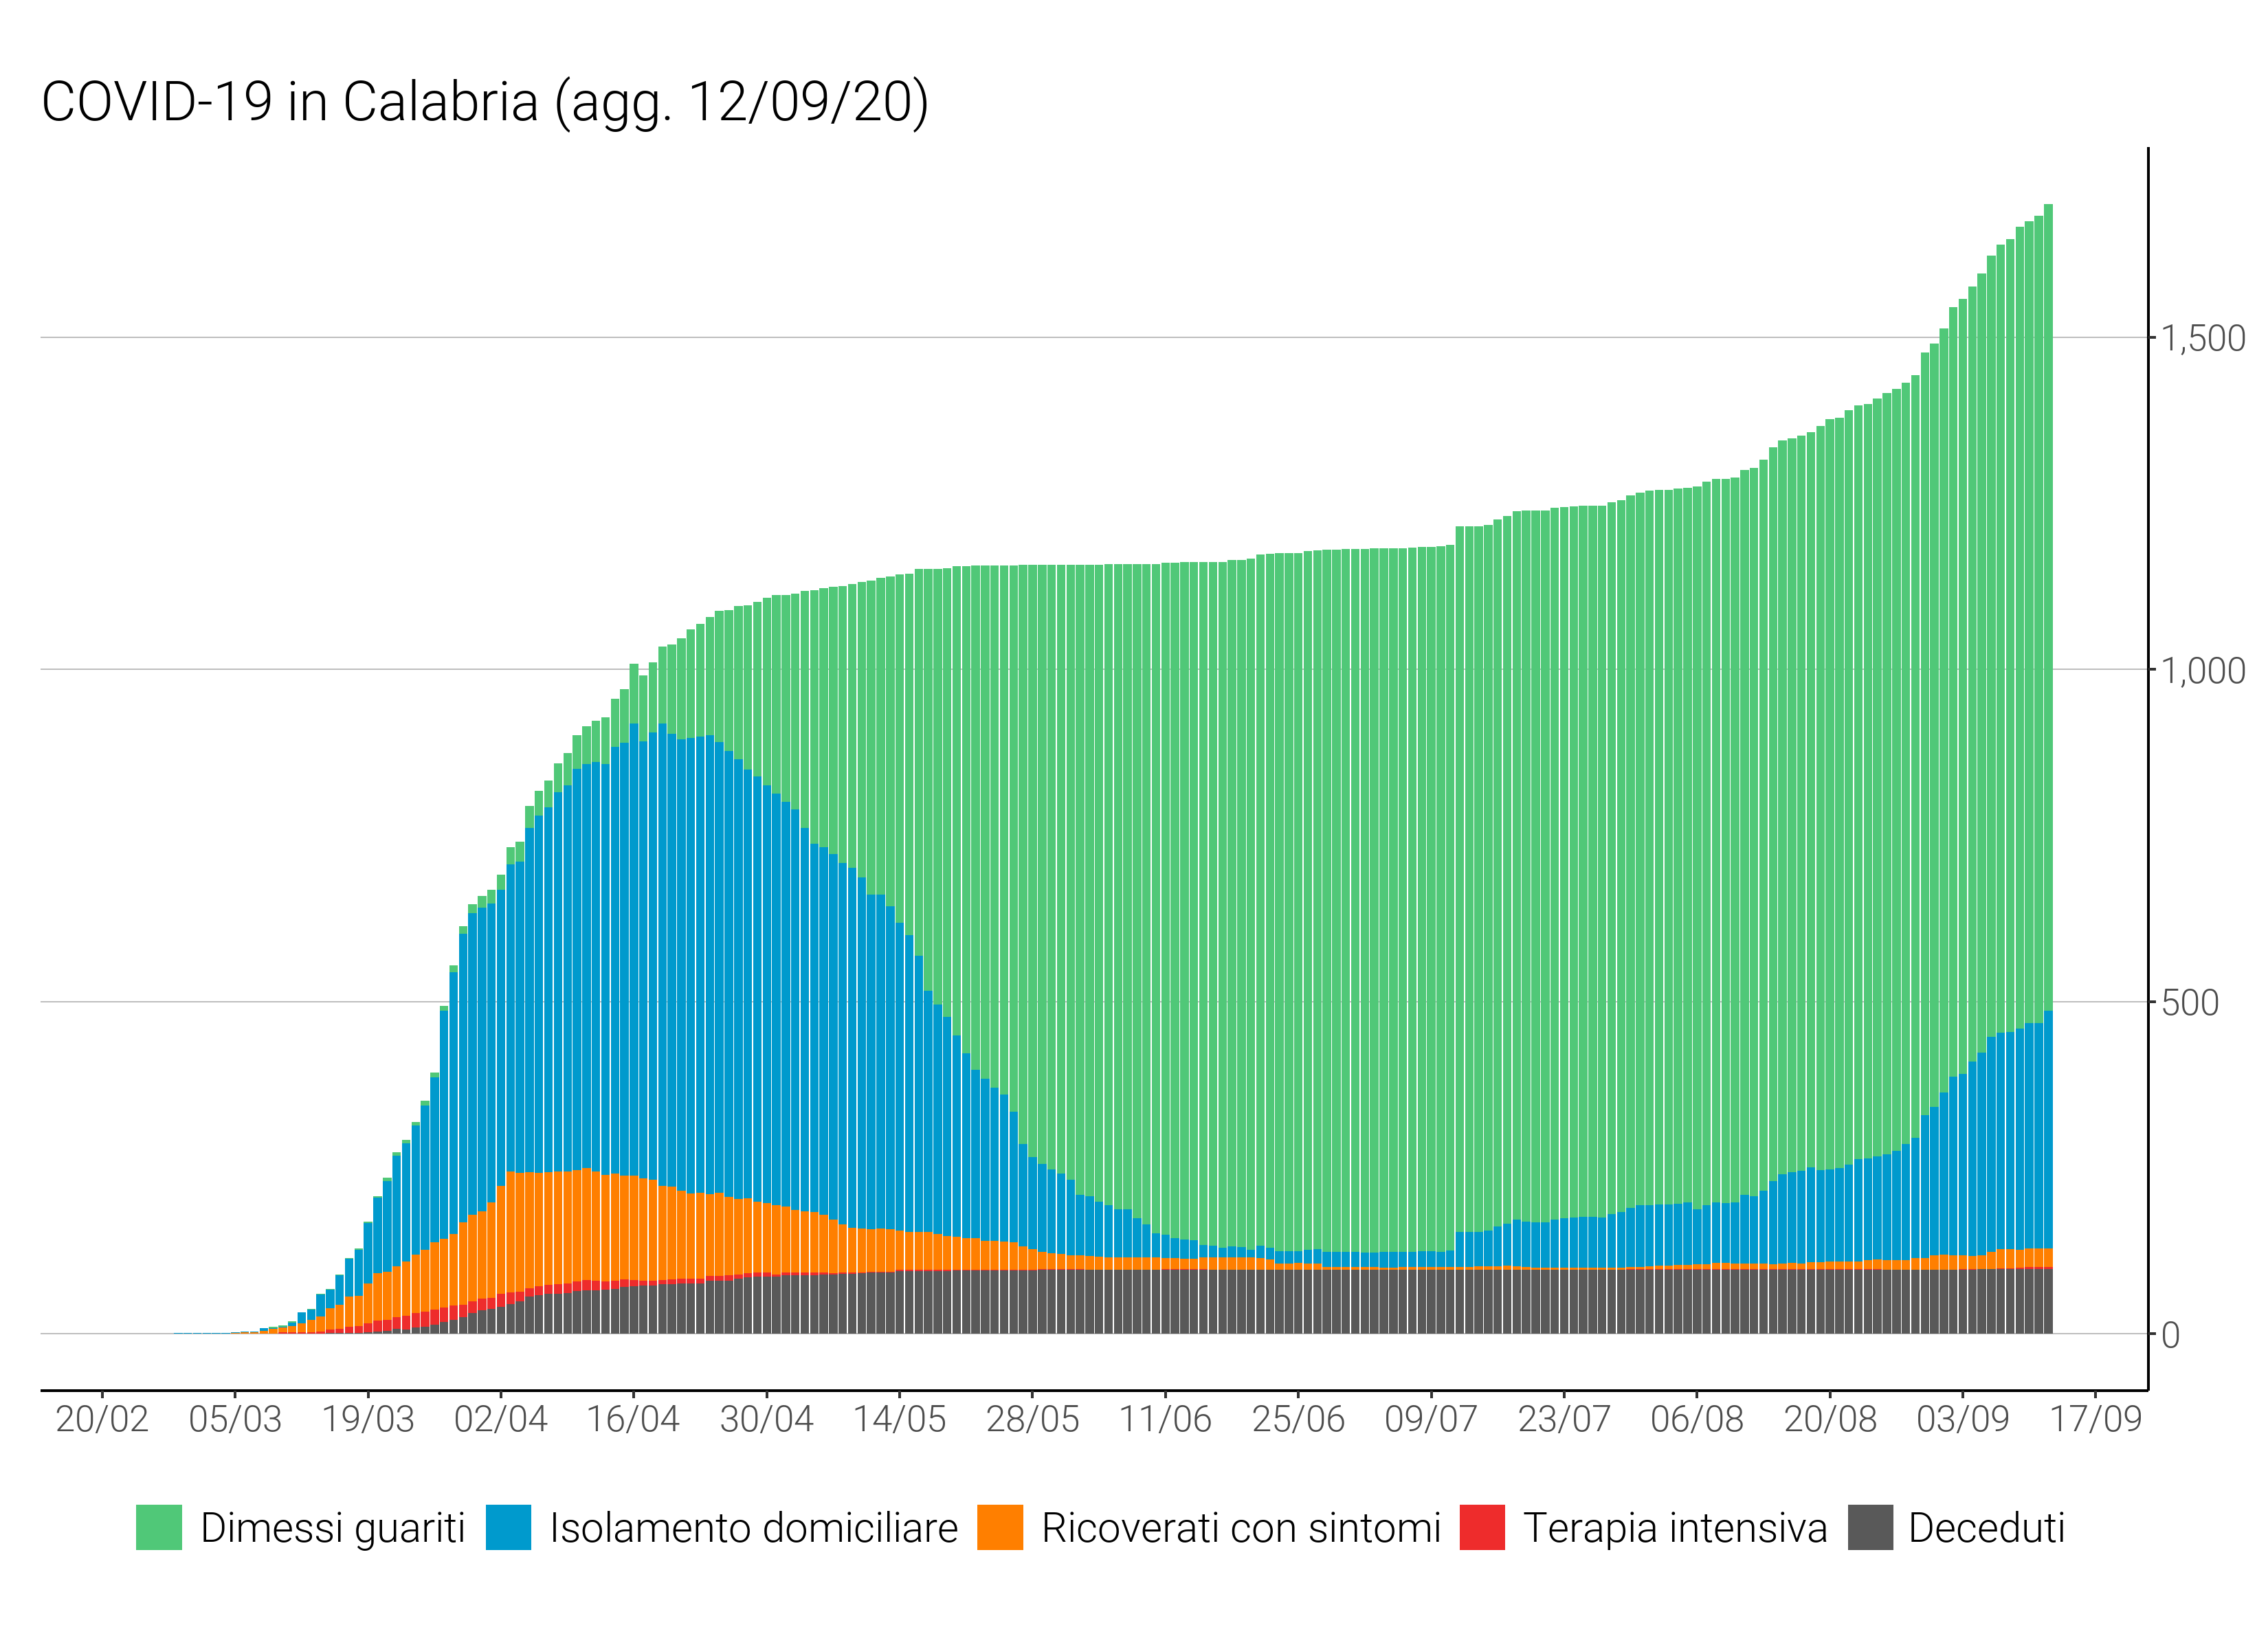 COVID-19 in Calabria (agg. 12/09/20)
1,500
1,000
500
0
20/02 05/03 19/03 02/04 16/04 30/04 14/05 28/05 11/06 25/06 09/07 23/07 06/08 20/08 03/09 17/09
Dimessi guariti Isolamento domiciliare Ricoverati con sintomi Terapia intensiva Deceduti